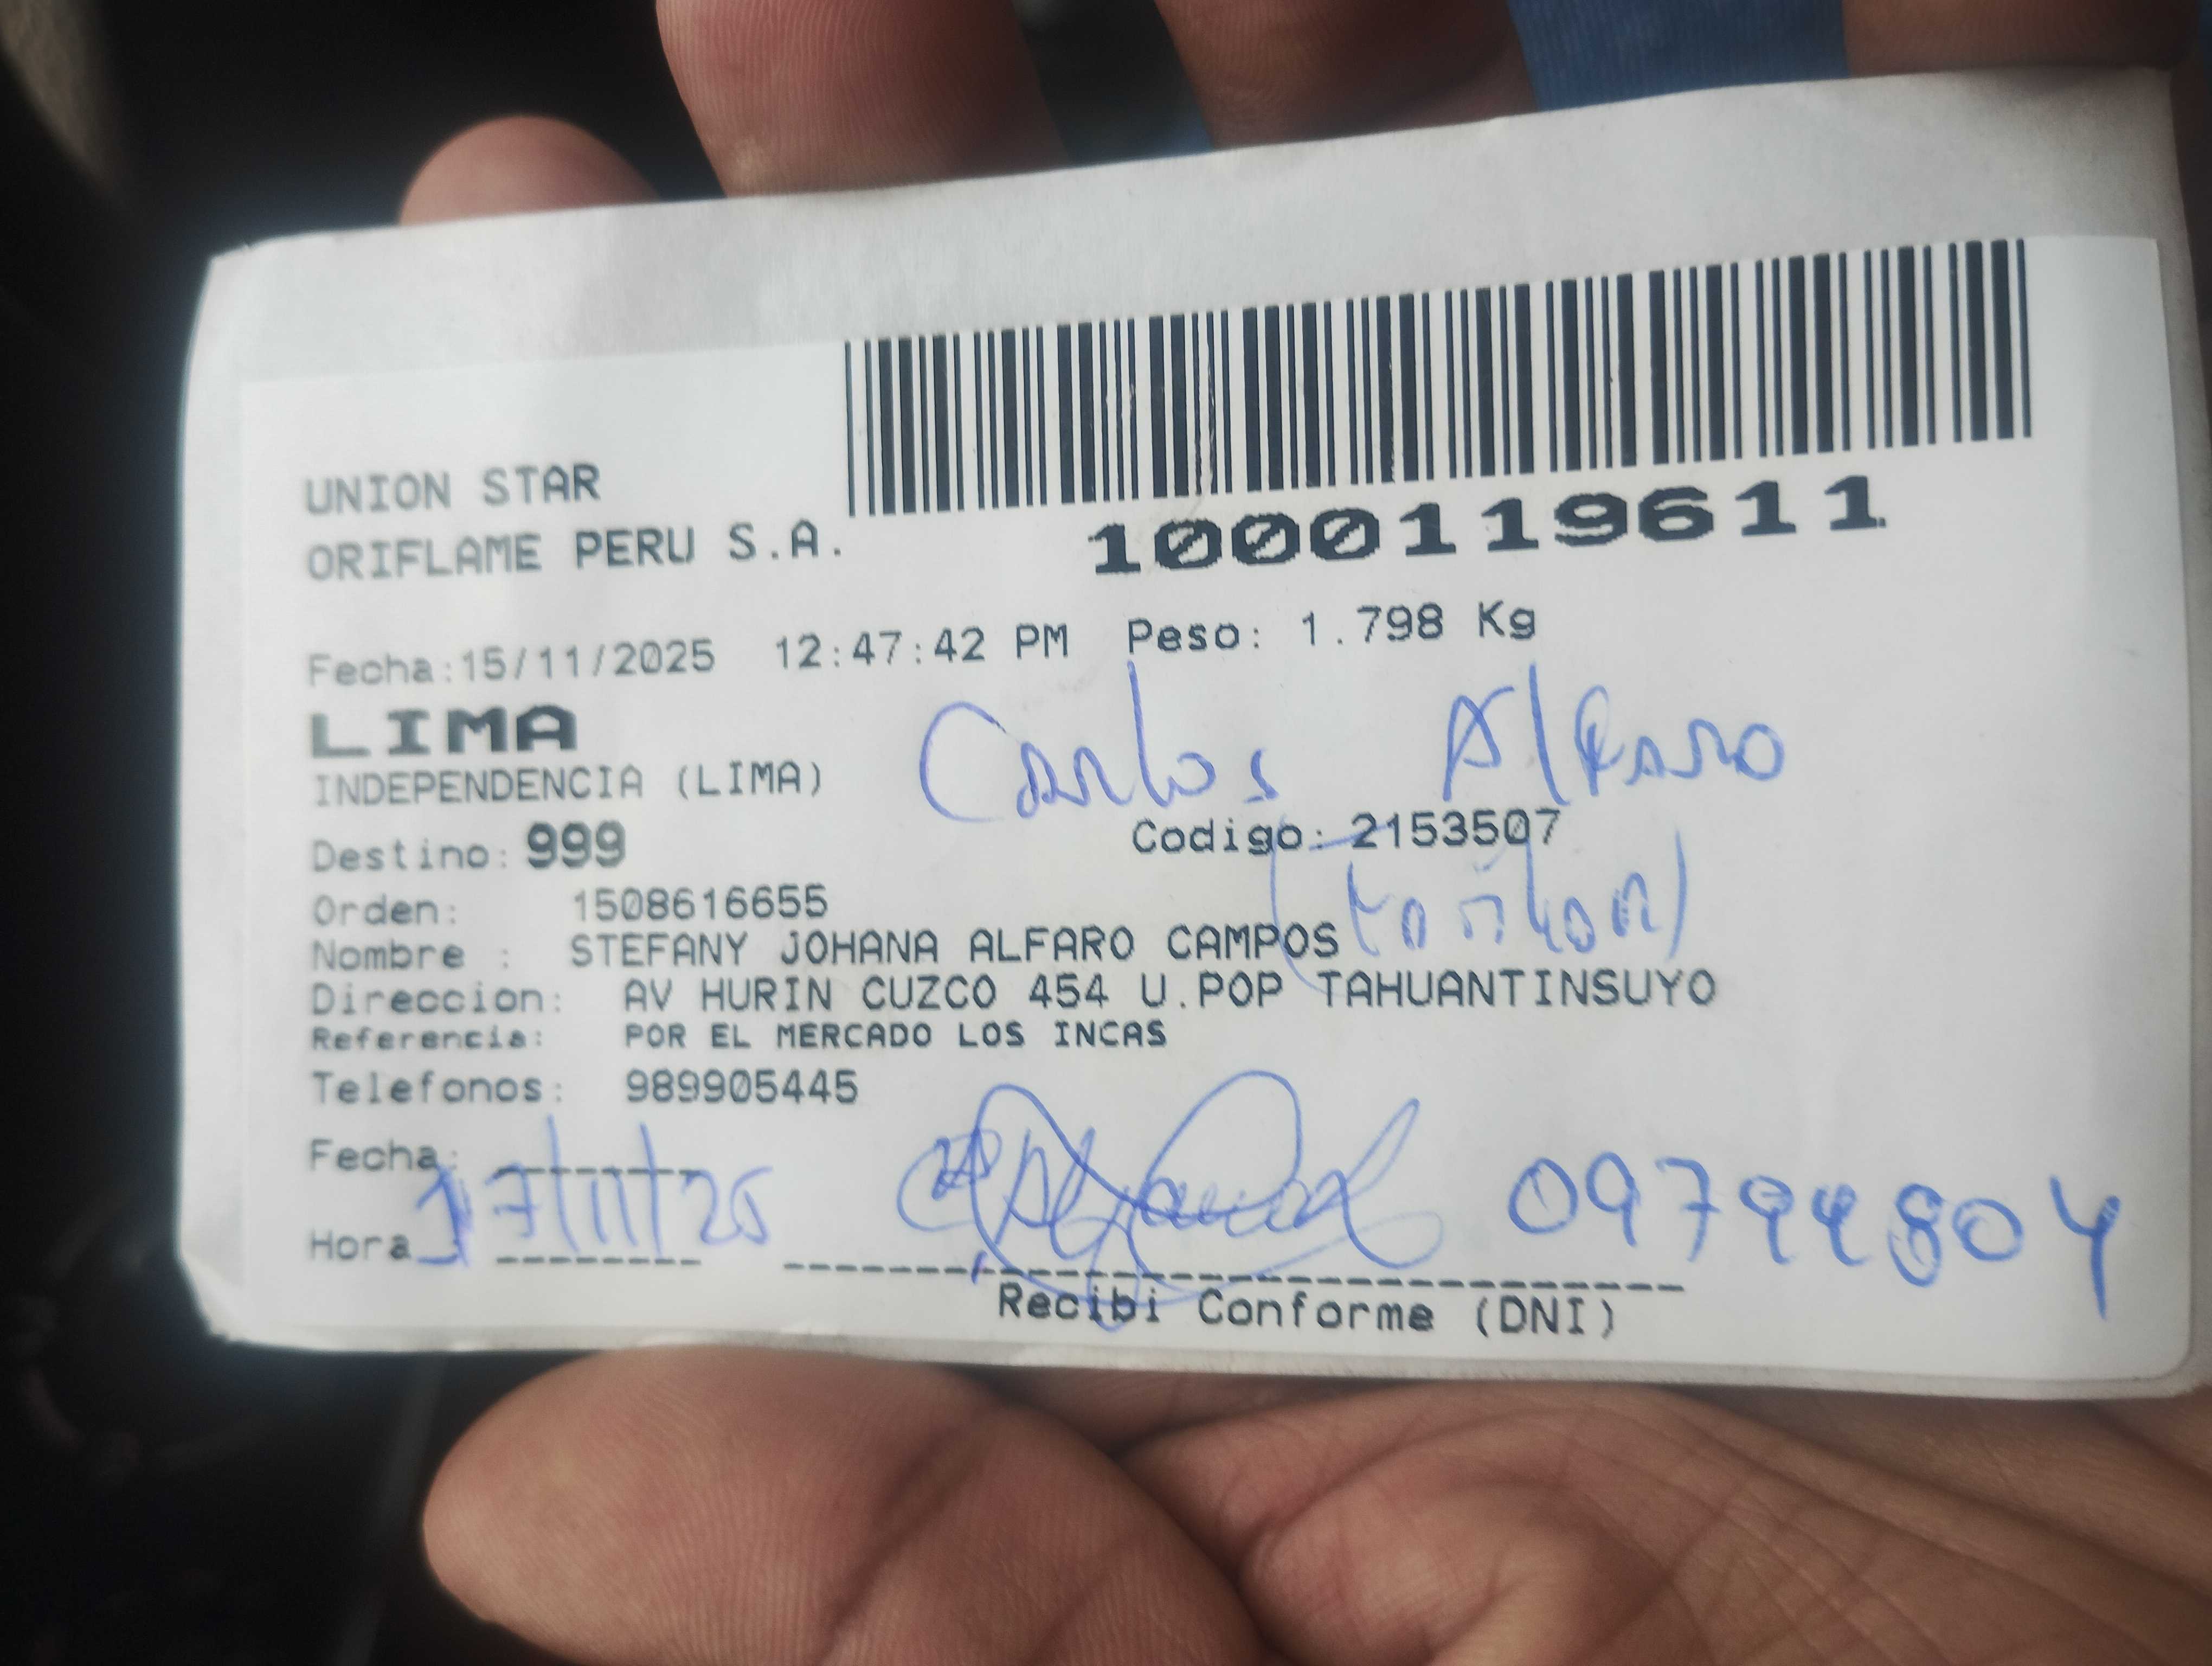 UNION STAR
ORIFLAME PERU S.A.
1000119611
Fecha:15/11/2025 12:47:42 PM Peso: 1.798 Kg
LIMA
Carlos Alfaro
INDEPENDENCIA (LIMA)
Destino: 999 Codigo: 2153507
Orden: 1508616655
Nombre : STEFANY JOHANA ALFARO CAMPOS
Direccion: AV HURIN CUZCO 454 U.POP TAHUANTINSUYO
Referencia: POR EL MERCADO LOS INCAS
Telefonos: 989905445
Fecha:
17/11/25 09799804
Hora
Recibi Conforme (DNI)